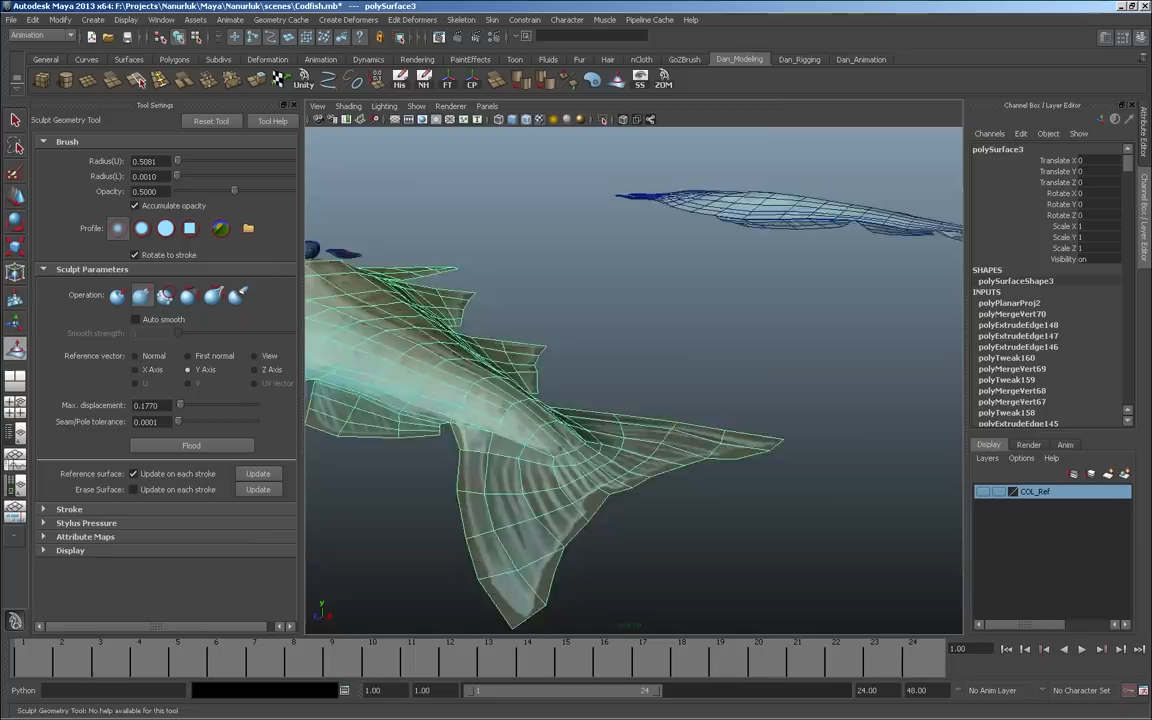 Autodesk Maya 2013 x64: F:\Projects\Nanurluk\Maya\Nanurluk\scenes\Codfish.mb* --- polySurface3
File Edit Modify Create Display Window Assets Animate Geometry Cache Create Deformers Edit Deformers Skeleton Skin Constrain Character Muscle Pipeline Cache Help
Animation
General Curves Surfaces Polygons Subdivs Deformation Animation Dynamics Rendering PaintEffects Toon Fluids Fur Hair nCloth GoZBrush Dan_Modeling Dan_Rigging Dan_Animation
Unity His NH FT CP SS ZOM
Tool Settings
Sculpt Geometry Tool Reset Tool Tool Help
Brush
Radius(U): 0.5081
Radius(L): 0.0010
Opacity: 0.5000
Accumulate opacity
Profile:
Rotate to stroke
Sculpt Parameters
Operation:
Auto smooth
Smooth strength: 1
Reference vector: Normal First normal View
X Axis Y Axis Z Axis
U V UV Vector
Max. displacement: 0.1770
Seam/Pole tolerance: 0.0001
Flood
Reference surface: Update on each stroke Update
Erase Surface: Update on each stroke Update
Stroke
Stylus Pressure
Attribute Maps
Display
View Shading Lighting Show Renderer Panels
persp
Channel Box / Layer Editor
Channels Edit Object Show
polySurface3
Translate X 0
Translate Y 0
Translate Z 0
Rotate X 0
Rotate Y 0
Rotate Z 0
Scale X 1
Scale Y 1
Scale Z 1
Visibility on
SHAPES
polySurfaceShape3
INPUTS
polyPlanarProj2
polyMergeVert70
polyExtrudeEdge148
polyExtrudeEdge147
polyExtrudeEdge146
polyTweak160
polyMergeVert69
polyTweak159
polyMergeVert68
polyMergeVert67
polyTweak158
polyExtrudeEdge145
Display Render Anim
Layers Options Help
COL_Ref
Attribute Editor
Channel Box / Layer Editor
1 2 3 4 5 6 7 8 9 10 11 12 13 14 15 16 17 18 19 20 21 22 23 24
1.00
Python 1.00 1.00 1 24 24.00 48.00 No Anim Layer No Character Set
Sculpt Geometry Tool: No help available for this tool